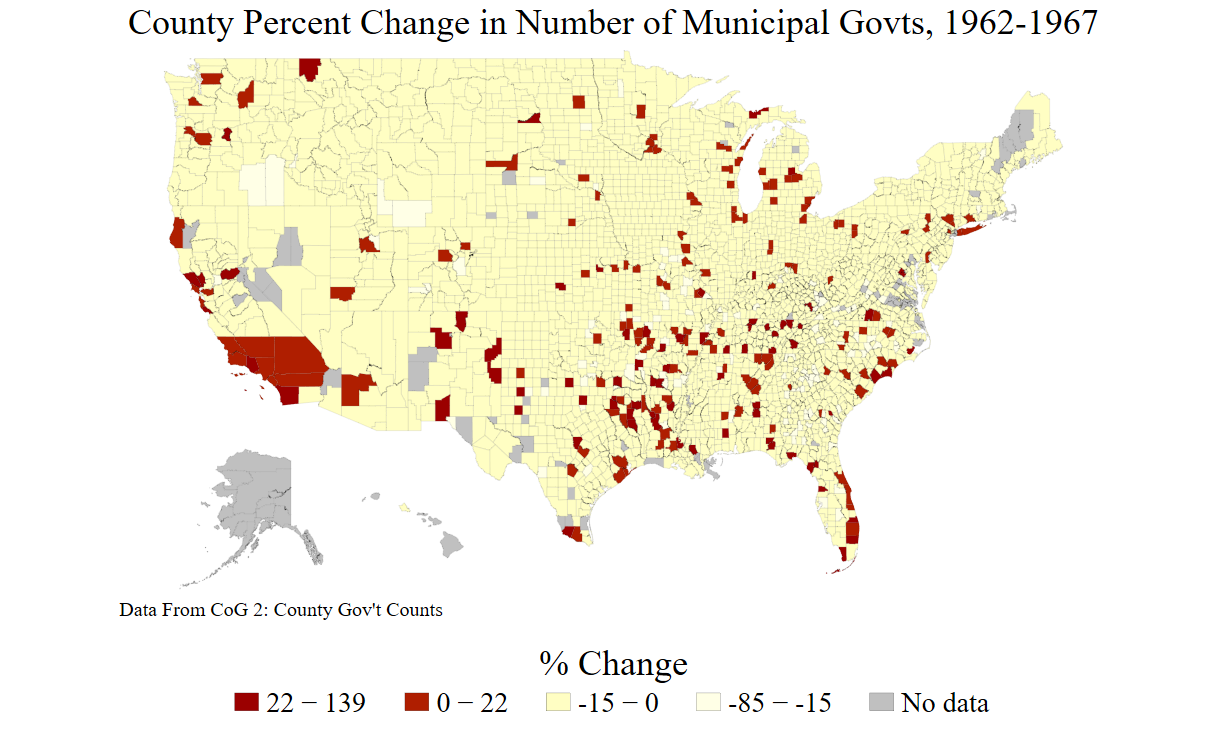 County Percent Change in Number of Municipal Govts, 1962-1967
Data From CoG 2: County Gov't Counts
% Change
22 − 139 0 − 22 -15 − 0 -85 − -15 No data